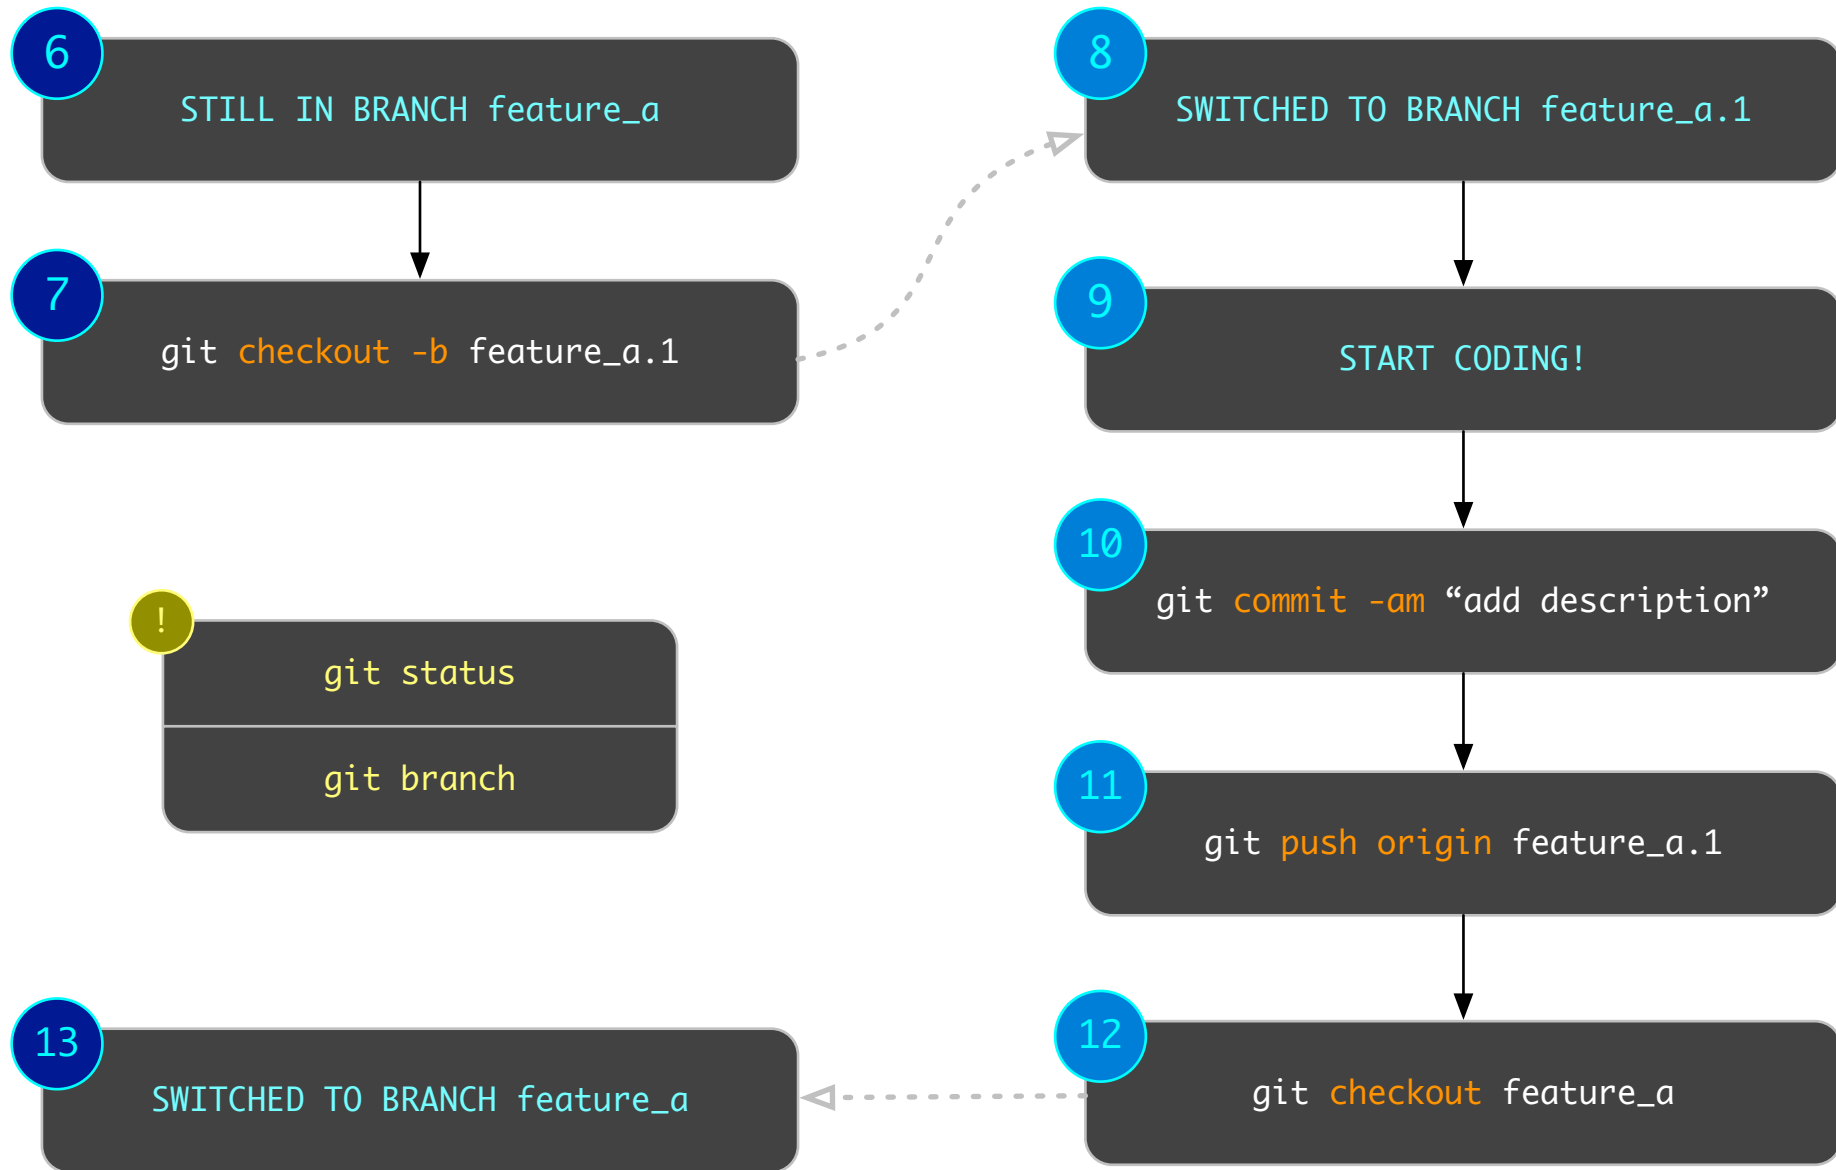 6
STILL IN BRANCH feature_a
7
git checkout -b feature_a.1
!
git status
git branch
8
SWITCHED TO BRANCH feature_a.1
9
START CODING!
10
git commit -am “add description”
11
git push origin feature_a.1
12
git checkout feature_a
13
SWITCHED TO BRANCH feature_a